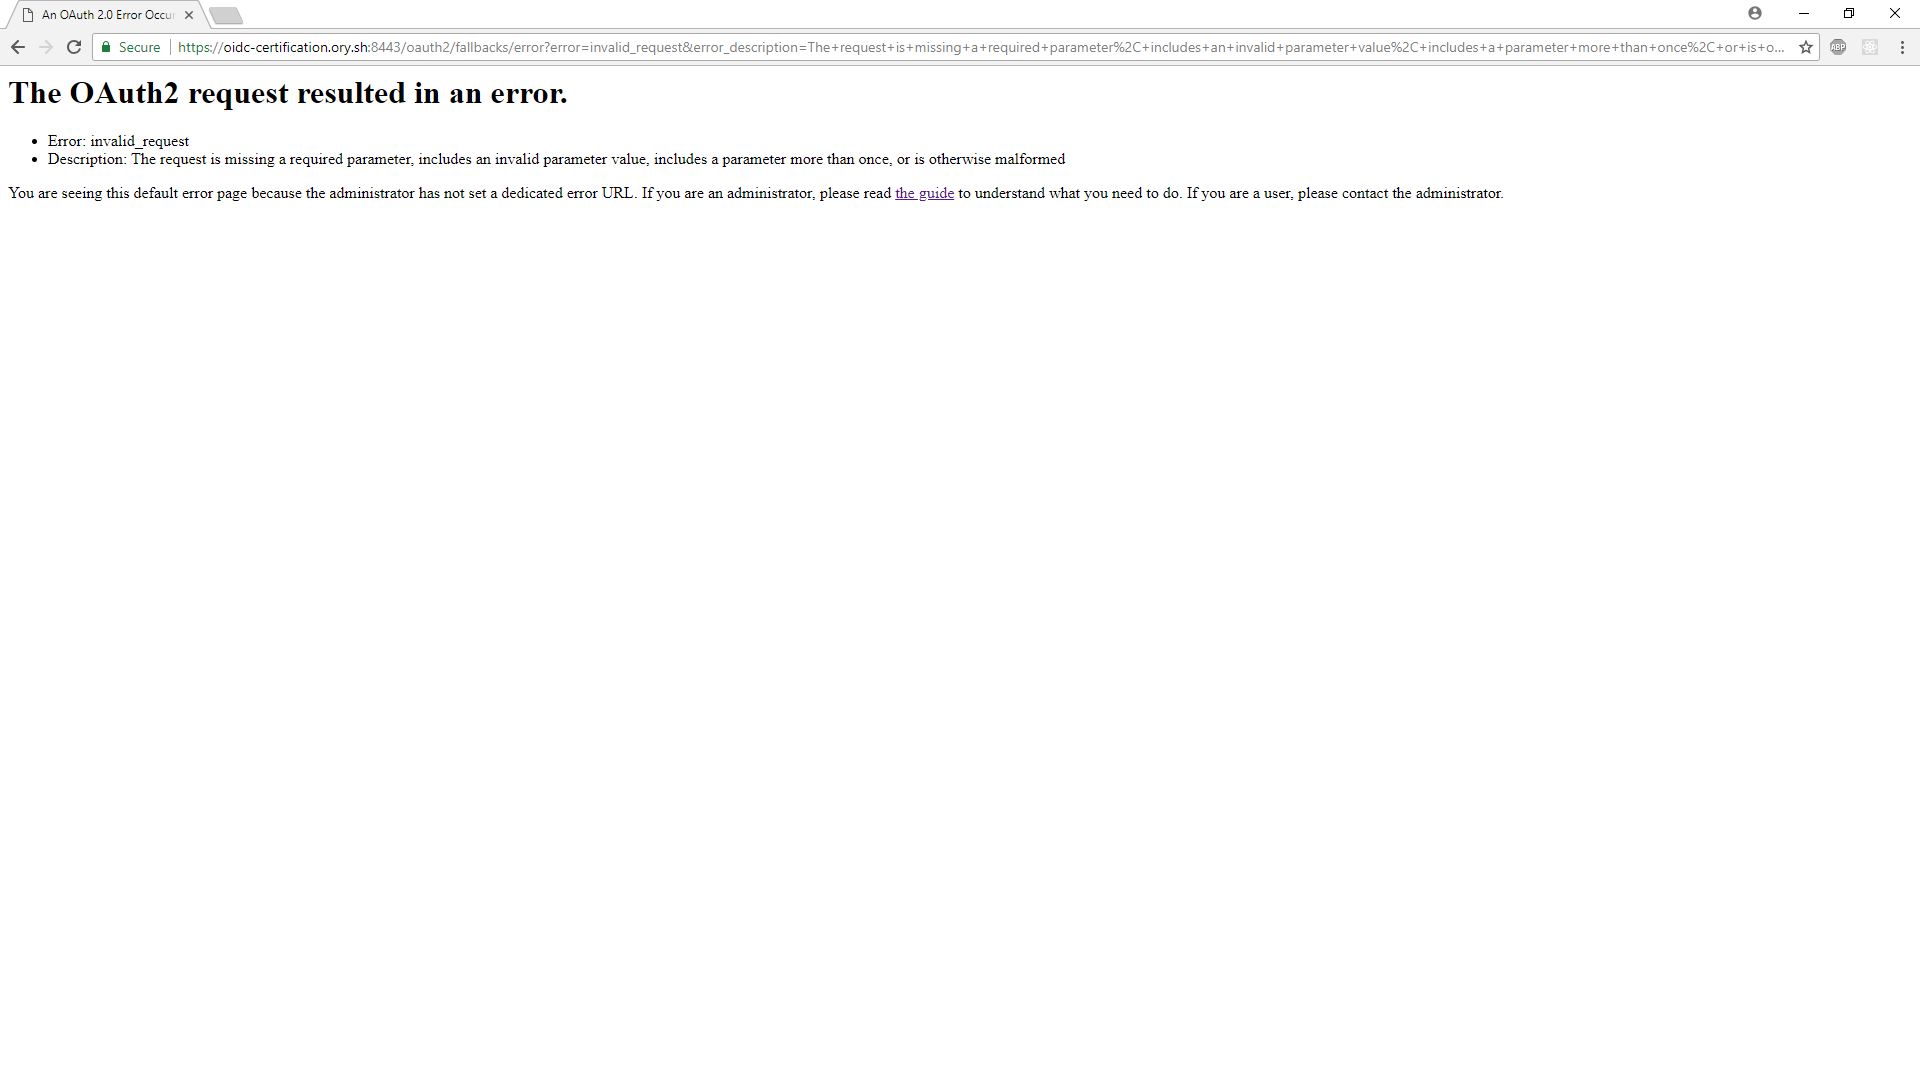 An OAuth 2.0 Error Occur
Secure https://oidc-certification.ory.sh:8443/oauth2/fallbacks/error?error=invalid_request&error_description=The+request+is+missing+a+required+parameter%2C+includes+an+invalid+parameter+value%2C+includes+a+parameter+more+than+once%2C+or+is+o...
ABP
The OAuth2 request resulted in an error.
• Error: invalid_request
• Description: The request is missing a required parameter, includes an invalid parameter value, includes a parameter more than once, or is otherwise malformed
You are seeing this default error page because the administrator has not set a dedicated error URL. If you are an administrator, please read the guide to understand what you need to do. If you are a user, please contact the administrator.